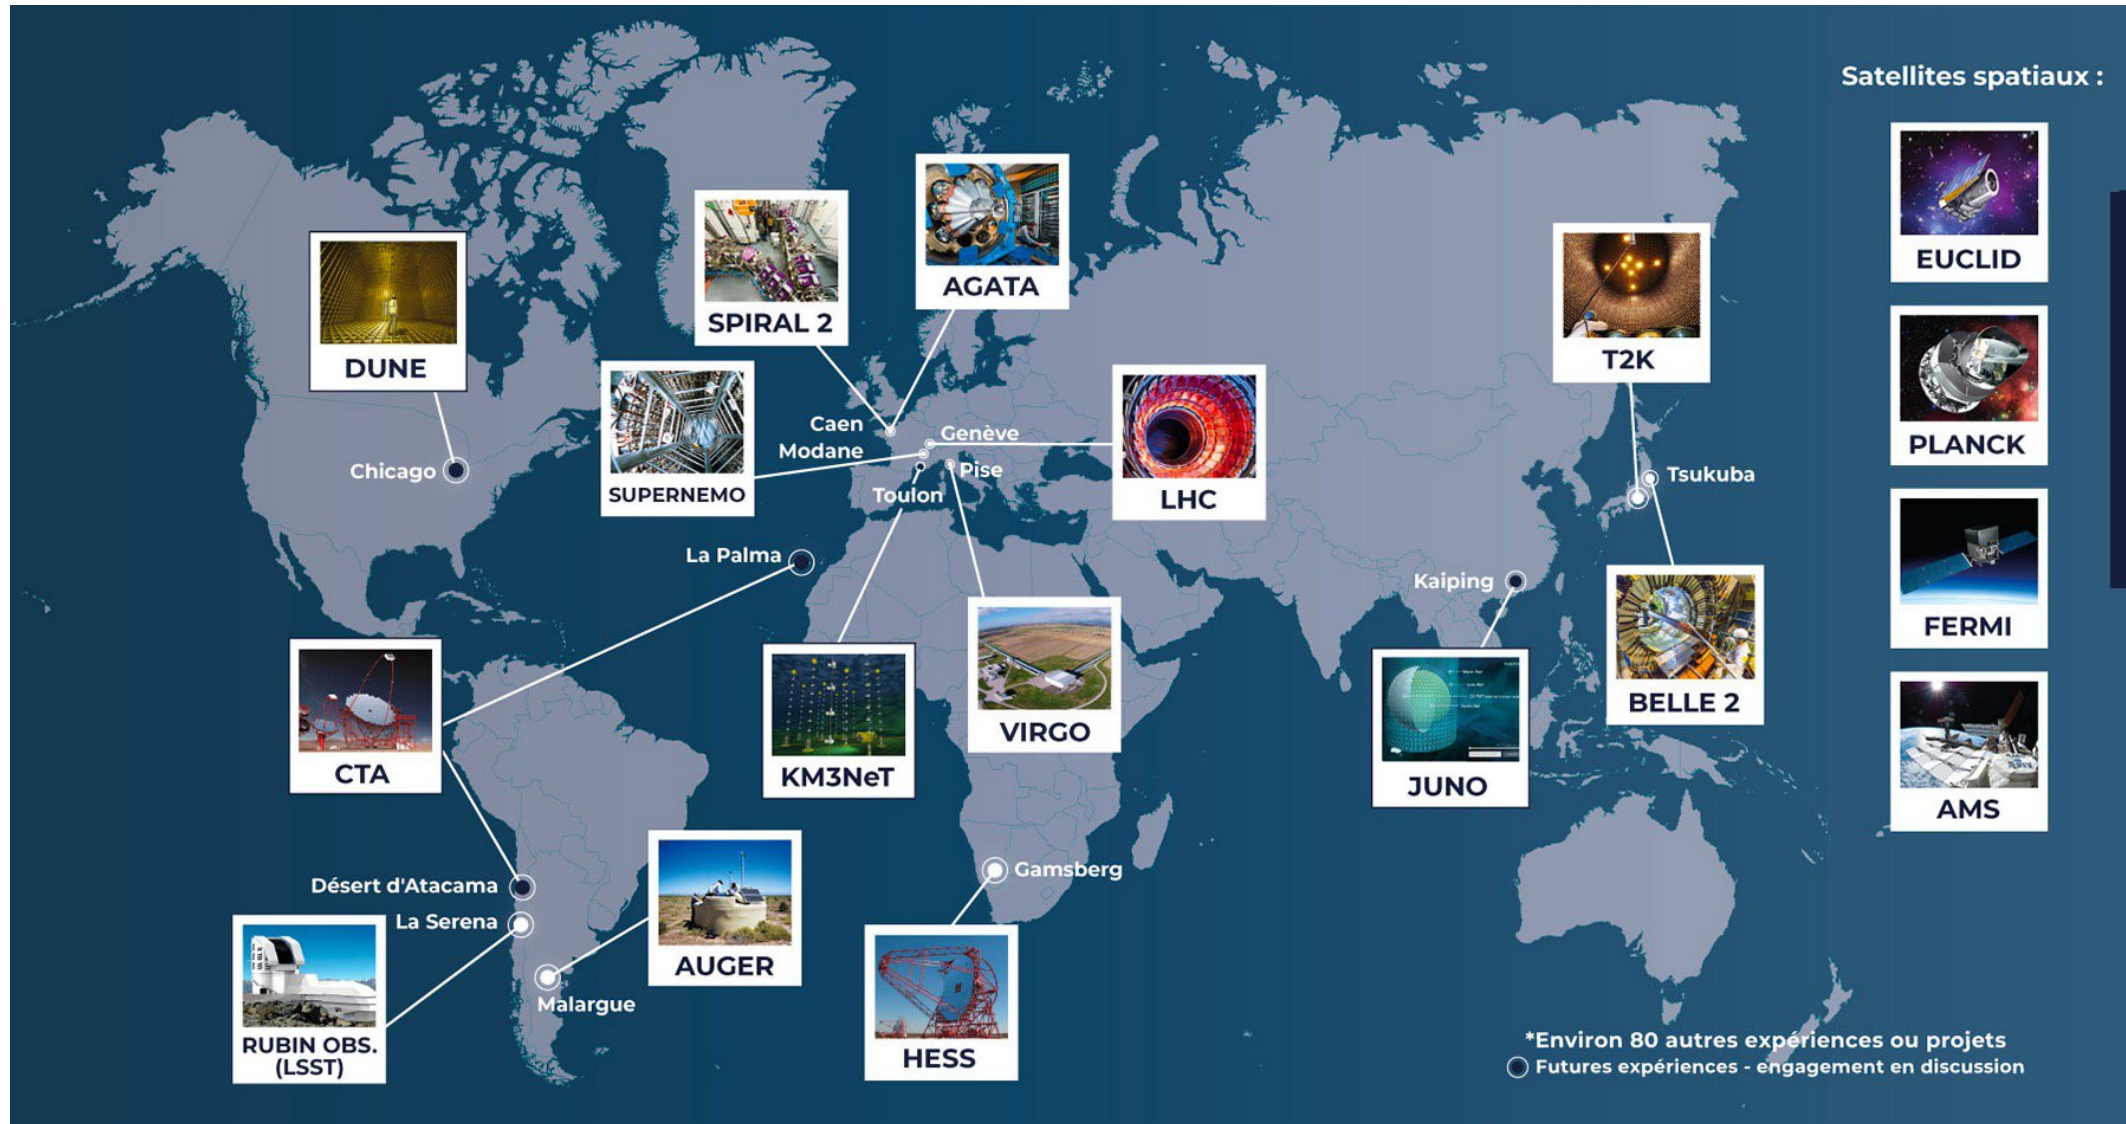 Satellites spatiaux :
EUCLID
PLANCK
FERMI
AMS
AGATA
SPIRAL 2
DUNE
T2K
SUPERNEMO
LHC
Caen
Modane
Genève
Pise
Toulon
Chicago
Tsukuba
La Palma
Kaiping
CTA
KM3NeT
VIRGO
JUNO
BELLE 2
Désert d'Atacama
La Serena
Malargue
AUGER
Gamsberg
HESS
RUBIN OBS.
(LSST)
*Environ 80 autres expériences ou projets
Futures expériences - engagement en discussion